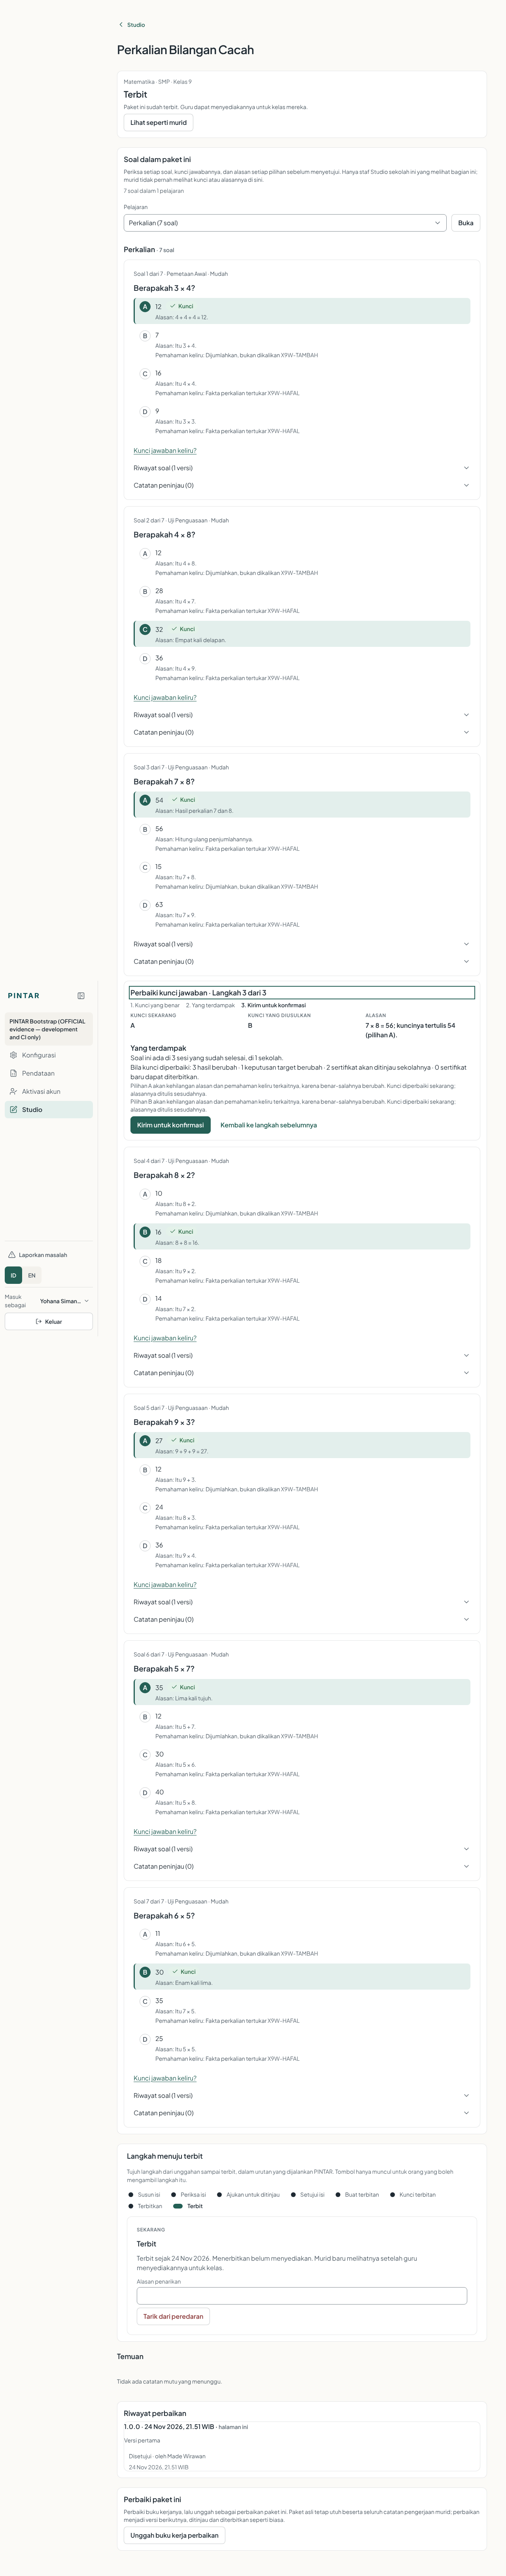 Studio
Perkalian Bilangan Cacah
Matematika · SMP · Kelas 9
Terbit
Paket ini sudah terbit. Guru dapat menyediakannya untuk kelas mereka.
Lihat seperti murid
Soal dalam paket ini
Periksa setiap soal, kunci jawabannya, dan alasan setiap pilihan sebelum menyetujui. Hanya staf Studio sekolah ini yang melihat bagian ini;
murid tidak pernah melihat kunci atau alasannya di sini.
7 soal dalam 1 pelajaran
Pelajaran
Perkalian (7 soal)
Buka
Perkalian · 7 soal
Soal 1 dari 7 · Pemetaan Awal · Mudah
Berapakah 3 × 4?
A 12 Kunci
Alasan: 4 + 4 + 4 = 12.
B 7
Alasan: Itu 3 + 4.
Pemahaman keliru: Dijumlahkan, bukan dikalikan X9W-TAMBAH
C 16
Alasan: Itu 4 × 4.
Pemahaman keliru: Fakta perkalian tertukar X9W-HAFAL
D 9
Alasan: Itu 3 × 3.
Pemahaman keliru: Fakta perkalian tertukar X9W-HAFAL
Kunci jawaban keliru?
Riwayat soal (1 versi)
Catatan peninjau (0)
Soal 2 dari 7 · Uji Penguasaan · Mudah
Berapakah 4 × 8?
A 12
Alasan: Itu 4 + 8.
Pemahaman keliru: Dijumlahkan, bukan dikalikan X9W-TAMBAH
B 28
Alasan: Itu 4 × 7.
Pemahaman keliru: Fakta perkalian tertukar X9W-HAFAL
C 32 Kunci
Alasan: Empat kali delapan.
D 36
Alasan: Itu 4 × 9.
Pemahaman keliru: Fakta perkalian tertukar X9W-HAFAL
Kunci jawaban keliru?
Riwayat soal (1 versi)
Catatan peninjau (0)
Soal 3 dari 7 · Uji Penguasaan · Mudah
Berapakah 7 × 8?
A 54 Kunci
Alasan: Hasil perkalian 7 dan 8.
B 56
Alasan: Hitung ulang penjumlahannya.
Pemahaman keliru: Fakta perkalian tertukar X9W-HAFAL
C 15
Alasan: Itu 7 + 8.
Pemahaman keliru: Dijumlahkan, bukan dikalikan X9W-TAMBAH
D 63
Alasan: Itu 7 × 9.
Pemahaman keliru: Fakta perkalian tertukar X9W-HAFAL
Riwayat soal (1 versi)
Catatan peninjau (0)
PINTAR
PINTAR Bootstrap (OFFICIAL
evidence — development
and CI only)
Konfigurasi
Pendataan
Aktivasi akun
Studio
Laporkan masalah
ID EN
Masuk
sebagai
Yohana Siman...
Keluar
Perbaiki kunci jawaban · Langkah 3 dari 3
1. Kunci yang benar 2. Yang terdampak 3. Kirim untuk konfirmasi
KUNCI SEKARANG KUNCI YANG DIUSULKAN ALASAN
A B 7 × 8 = 56; kuncinya tertulis 54
(pilihan A).
Yang terdampak
Soal ini ada di 3 sesi yang sudah selesai, di 1 sekolah.
Bila kunci diperbaiki: 3 hasil berubah · 1 keputusan target berubah · 2 sertifikat akan ditinjau sekolahnya · 0 sertifikat
baru dapat diterbitkan.
Pilihan A akan kehilangan alasan dan pemahaman keliru terkaitnya, karena benar-salahnya berubah. Kunci diperbaiki sekarang;
alasannya ditulis sesudahnya.
Pilihan B akan kehilangan alasan dan pemahaman keliru terkaitnya, karena benar-salahnya berubah. Kunci diperbaiki sekarang;
alasannya ditulis sesudahnya.
Kirim untuk konfirmasi
Kembali ke langkah sebelumnya
Soal 4 dari 7 · Uji Penguasaan · Mudah
Berapakah 8 × 2?
A 10
Alasan: Itu 8 + 2.
Pemahaman keliru: Dijumlahkan, bukan dikalikan X9W-TAMBAH
B 16 Kunci
Alasan: 8 + 8 = 16.
C 18
Alasan: Itu 9 × 2.
Pemahaman keliru: Fakta perkalian tertukar X9W-HAFAL
D 14
Alasan: Itu 7 × 2.
Pemahaman keliru: Fakta perkalian tertukar X9W-HAFAL
Kunci jawaban keliru?
Riwayat soal (1 versi)
Catatan peninjau (0)
Soal 5 dari 7 · Uji Penguasaan · Mudah
Berapakah 9 × 3?
A 27 Kunci
Alasan: 9 + 9 + 9 = 27.
B 12
Alasan: Itu 9 + 3.
Pemahaman keliru: Dijumlahkan, bukan dikalikan X9W-TAMBAH
C 24
Alasan: Itu 8 × 3.
Pemahaman keliru: Fakta perkalian tertukar X9W-HAFAL
D 36
Alasan: Itu 9 × 4.
Pemahaman keliru: Fakta perkalian tertukar X9W-HAFAL
Kunci jawaban keliru?
Riwayat soal (1 versi)
Catatan peninjau (0)
Soal 6 dari 7 · Uji Penguasaan · Mudah
Berapakah 5 × 7?
A 35 Kunci
Alasan: Lima kali tujuh.
B 12
Alasan: Itu 5 + 7.
Pemahaman keliru: Dijumlahkan, bukan dikalikan X9W-TAMBAH
C 30
Alasan: Itu 5 × 6.
Pemahaman keliru: Fakta perkalian tertukar X9W-HAFAL
D 40
Alasan: Itu 5 × 8.
Pemahaman keliru: Fakta perkalian tertukar X9W-HAFAL
Kunci jawaban keliru?
Riwayat soal (1 versi)
Catatan peninjau (0)
Soal 7 dari 7 · Uji Penguasaan · Mudah
Berapakah 6 × 5?
A 11
Alasan: Itu 6 + 5.
Pemahaman keliru: Dijumlahkan, bukan dikalikan X9W-TAMBAH
B 30 Kunci
Alasan: Enam kali lima.
C 35
Alasan: Itu 7 × 5.
Pemahaman keliru: Fakta perkalian tertukar X9W-HAFAL
D 25
Alasan: Itu 5 × 5.
Pemahaman keliru: Fakta perkalian tertukar X9W-HAFAL
Kunci jawaban keliru?
Riwayat soal (1 versi)
Catatan peninjau (0)
Langkah menuju terbit
Tujuh langkah dari unggahan sampai terbit, dalam urutan yang dijalankan PINTAR. Tombol hanya muncul untuk orang yang boleh
mengambil langkah itu.
Susun isi Periksa isi Ajukan untuk ditinjau Setujui isi Buat terbitan Kunci terbitan
Terbitkan Terbit
SEKARANG
Terbit
Terbit sejak 24 Nov 2026. Menerbitkan belum menyediakan. Murid baru melihatnya setelah guru
menyediakannya untuk kelas.
Alasan penarikan
Tarik dari peredaran
Temuan
Tidak ada catatan mutu yang menunggu.
Riwayat perbaikan
1.0.0 · 24 Nov 2026, 21.51 WIB · halaman ini
Versi pertama
Disetujui · oleh Made Wirawan
24 Nov 2026, 21.51 WIB
Perbaiki paket ini
Perbaiki buku kerjanya, lalu unggah sebagai perbaikan paket ini. Paket asli tetap utuh beserta seluruh catatan pengerjaan murid; perbaikan
menjadi versi berikutnya, ditinjau dan diterbitkan seperti biasa.
Unggah buku kerja perbaikan